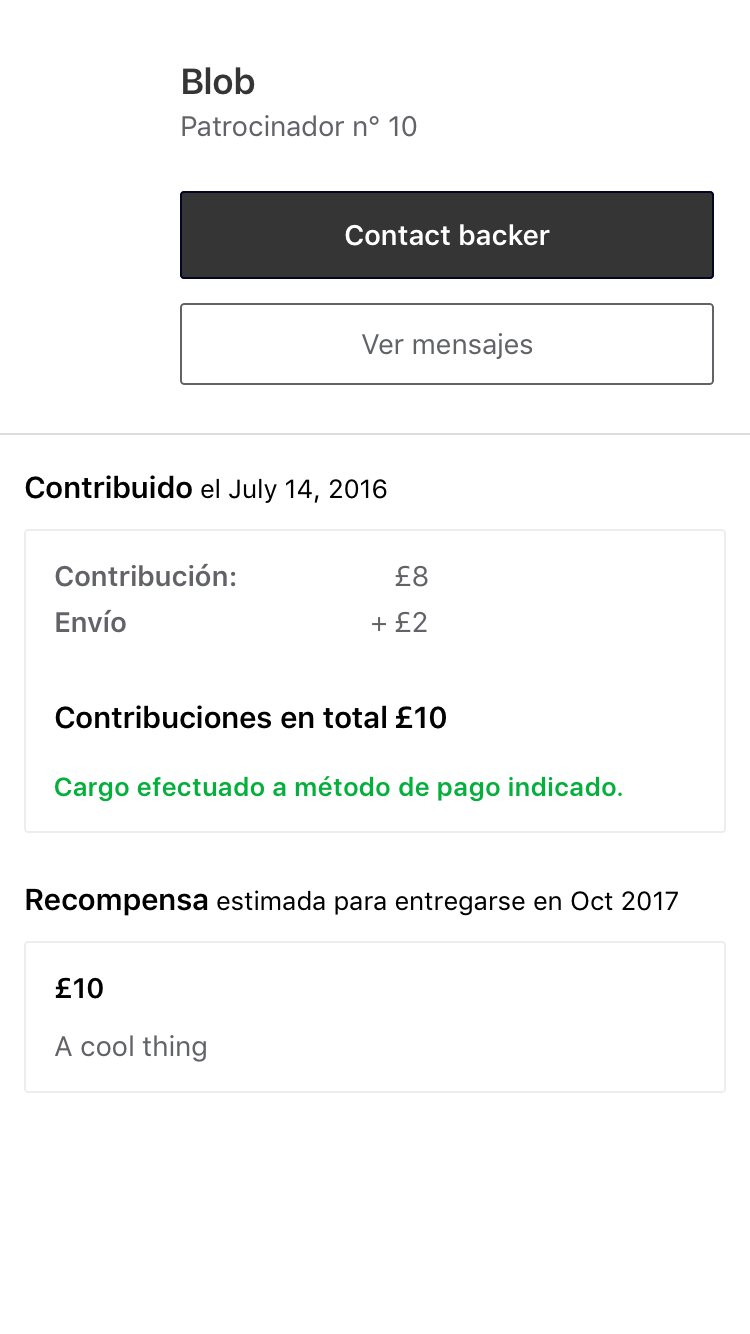 Blob
Patrocinador n° 10
Contact backer
Ver mensajes
Contribuido el July 14, 2016
Contribución: £8
Envío + £2
Contribuciones en total £10
Cargo efectuado a método de pago indicado.
Recompensa estimada para entregarse en Oct 2017
£10
A cool thing